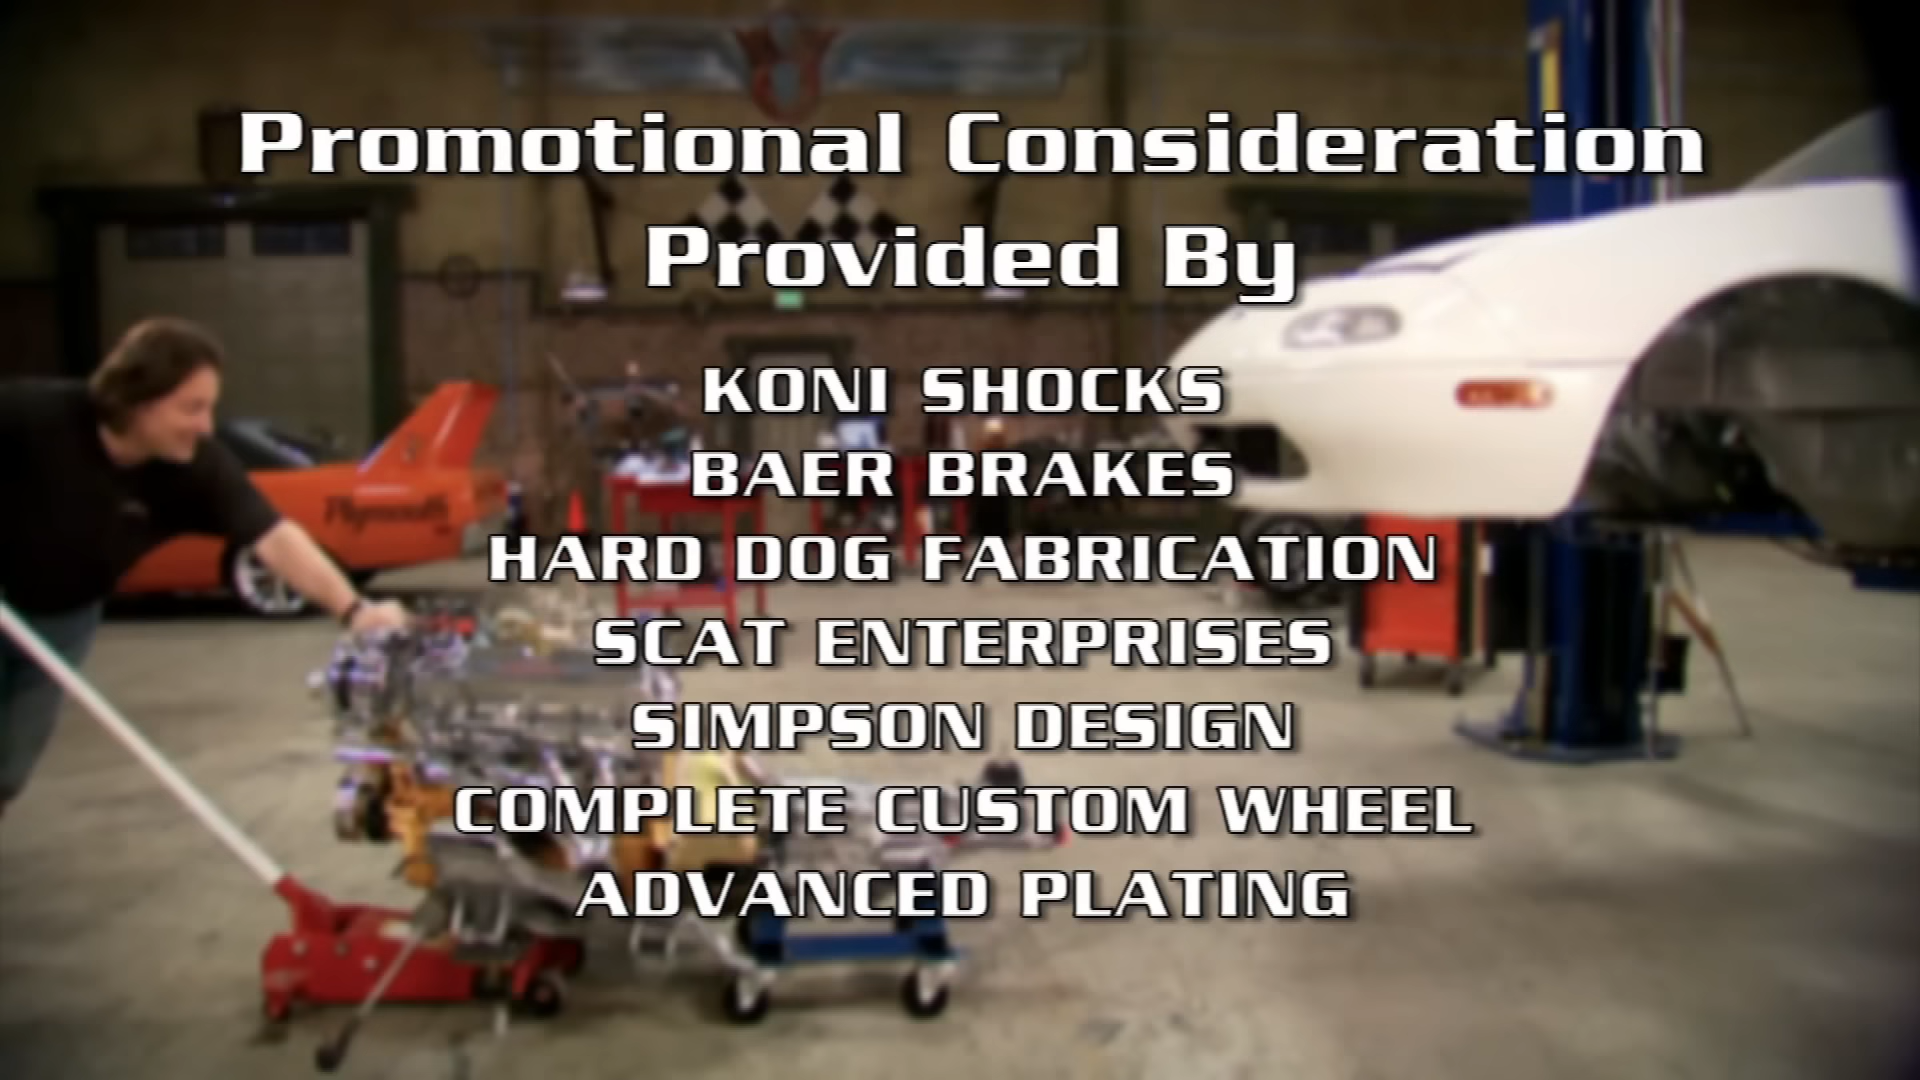 Promotional Consideration
Provided By
KONI SHOCKS
BAER BRAKES
HARD DOG FABRICATION
SCAT ENTERPRISES
SIMPSON DESIGN
COMPLETE CUSTOM WHEEL
ADVANCED PLATING
Plymouth